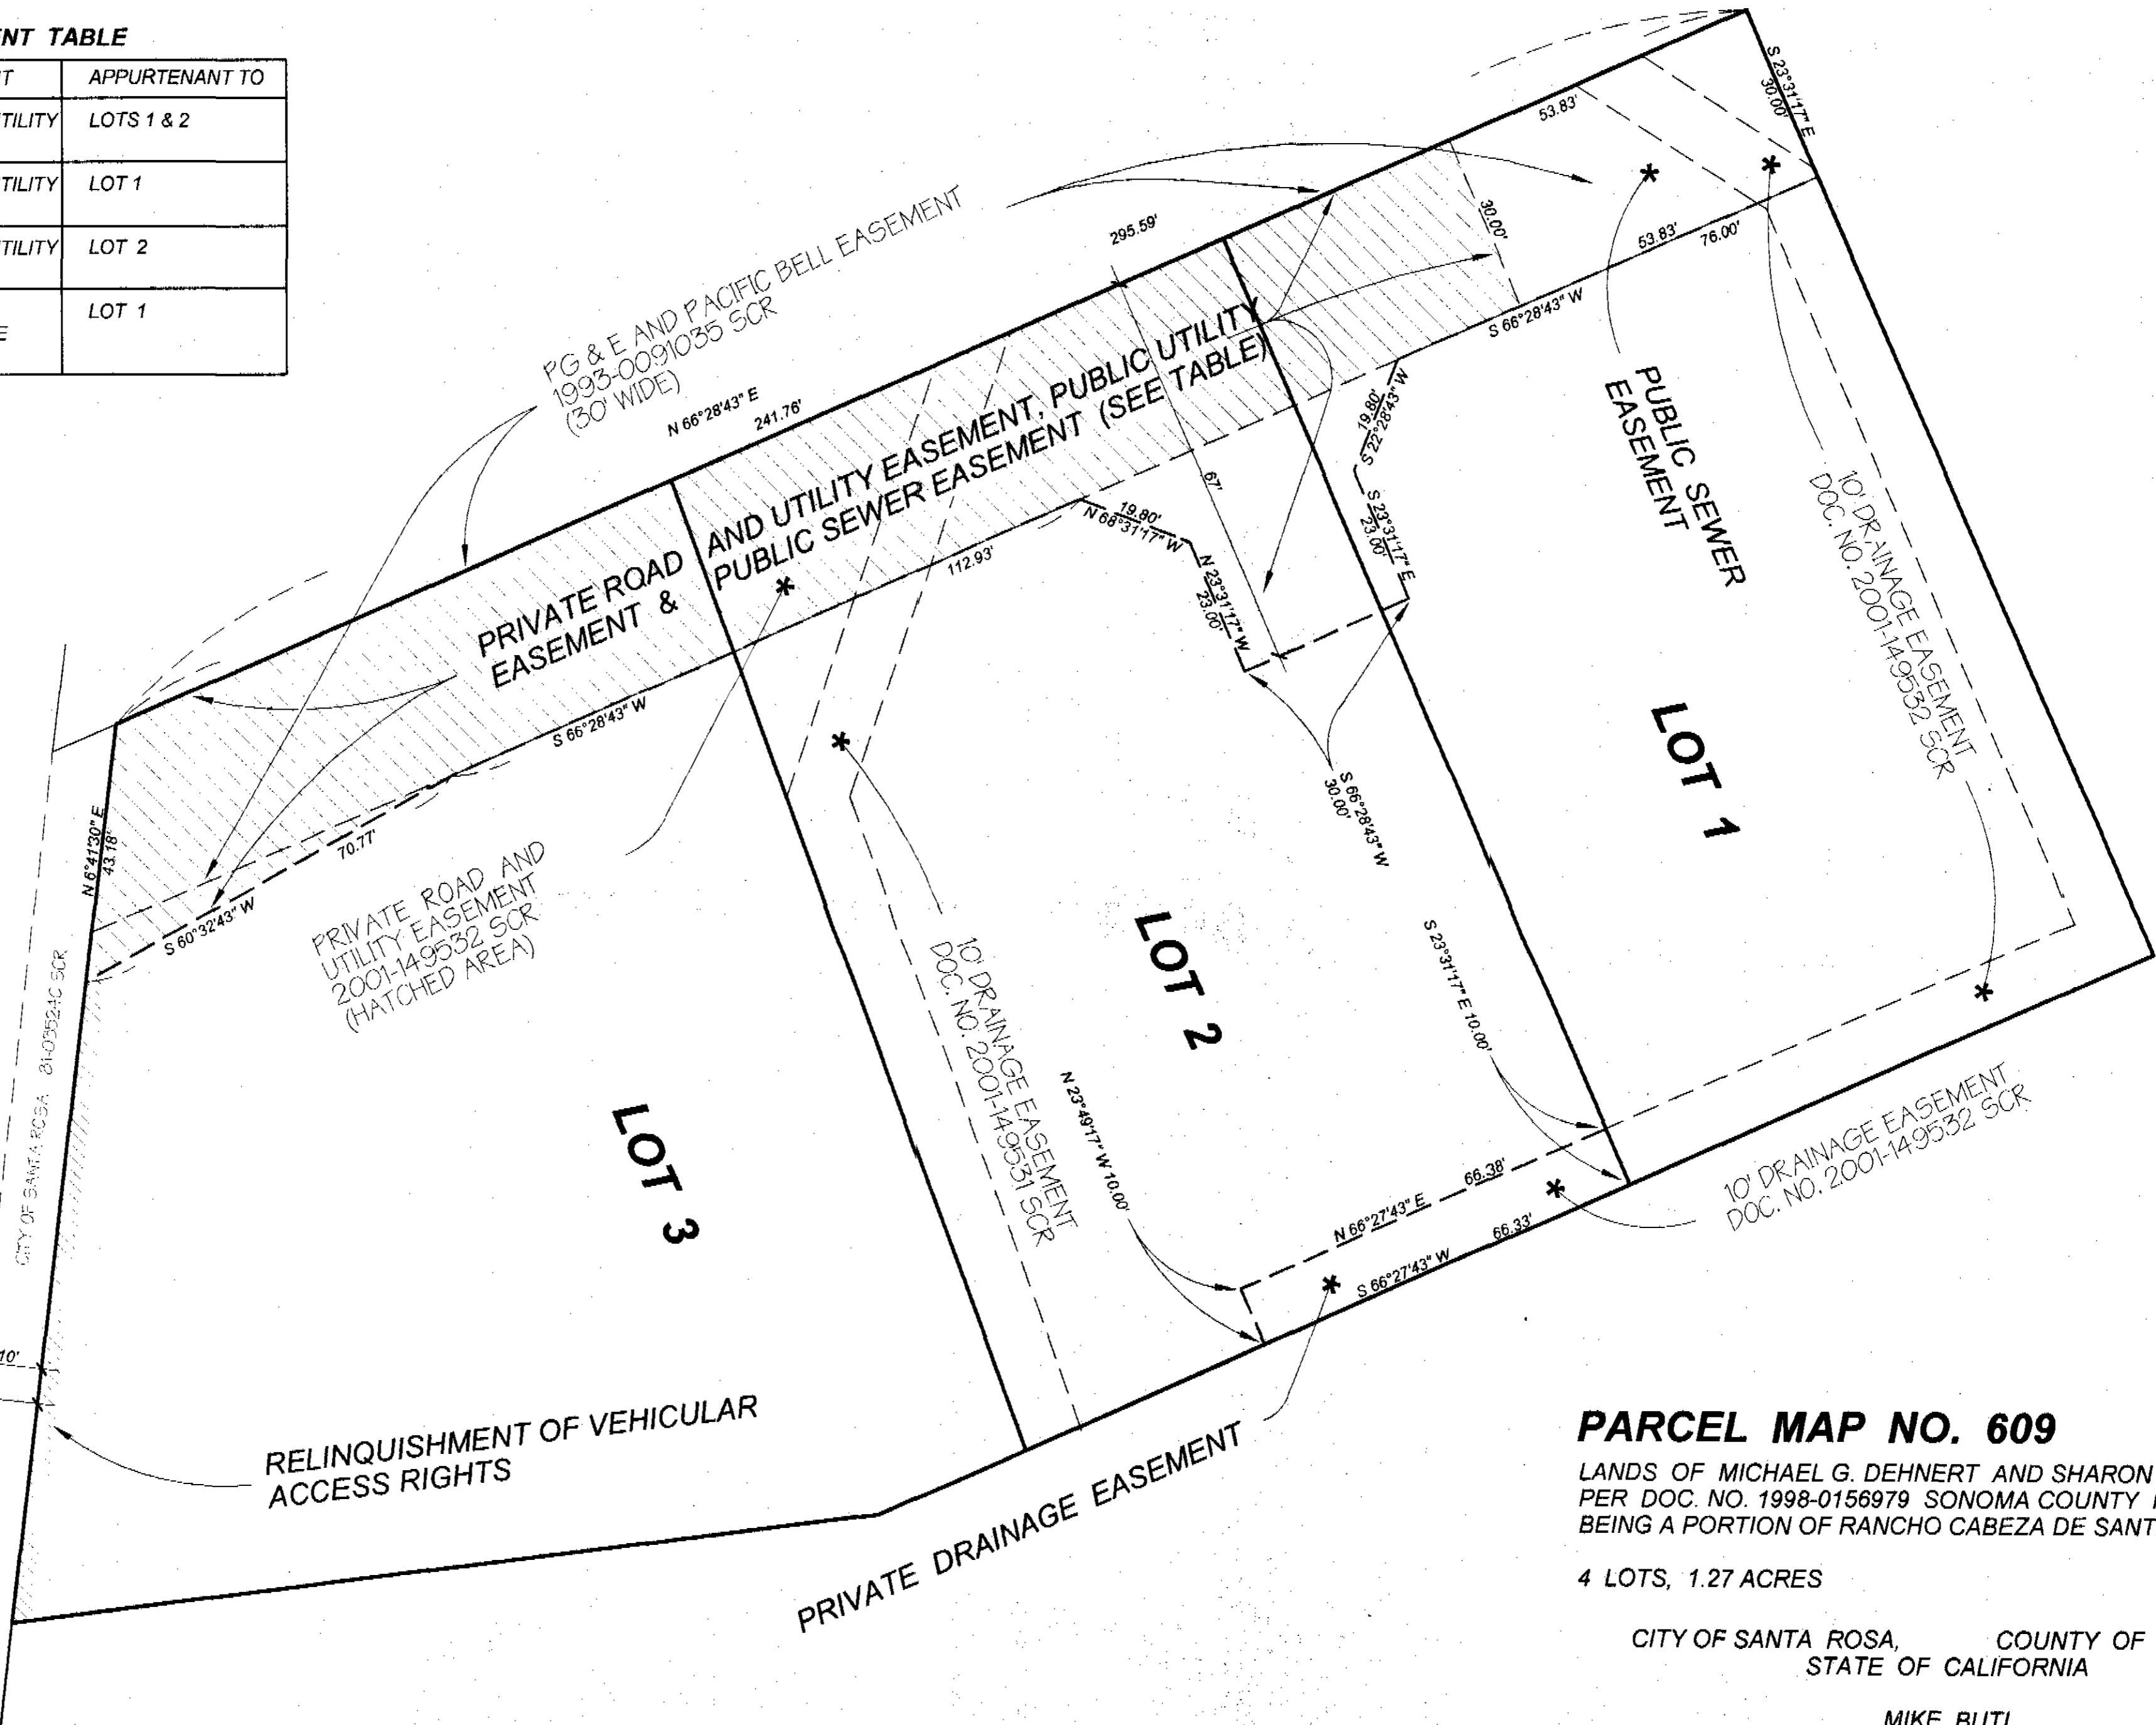 ENT TABLE
APPURTENANT TO
LOTS 1 & 2
LOT 1
LOT 2
LOT 1
PG & E AND PACIFIC BELL EASEMENT
1993-0091035 SCR
(30' WIDE)
N 66°28'43" E
241.76'
295.59'
53.83'
S 23°31'17" E
30.00'
30.00'
53.83'
76.00'
S 66°28'43" W
PRIVATE ROAD AND UTILITY EASEMENT, PUBLIC UTILITY
EASEMENT & PUBLIC SEWER EASEMENT (SEE TABLE)
19.80'
S 22°28'43" W
S 23°31'17" E
23.00'
67'
19.80'
N 68°31'17" W
N 23°31'17" W
23.00'
112.93'
S 66°28'43" W
S 66°28'43" W
30.00'
PUBLIC SEWER
EASEMENT
10' DRAINAGE EASEMENT
DOC. NO. 2001-149532 SCR
LOT 1
N 6°41'30" E
43.18'
70.77'
S 60°32'43" W
PRIVATE ROAD AND
UTILITY EASEMENT
2001-149532 SCR
(HATCHED AREA)
CITY OF SANTA ROSA
SCR
LOT 2
10' DRAINAGE EASEMENT
DOC. NO. 2001-149531 SCR
S 23°31'17" E 10.00'
N 23°49'17" W 10.00'
LOT 3
N 66°27'43" E
66.38'
S 66°27'43" W
66.33'
10' DRAINAGE EASEMENT
DOC. NO. 2001-149532 SCR
10'
RELINQUISHMENT OF VEHICULAR
ACCESS RIGHTS
PRIVATE DRAINAGE EASEMENT
PARCEL MAP NO. 609
LANDS OF MICHAEL G. DEHNERT AND SHARON
PER DOC. NO. 1998-0156979 SONOMA COUNTY
BEING A PORTION OF RANCHO CABEZA DE SANT
4 LOTS, 1.27 ACRES
CITY OF SANTA ROSA, COUNTY OF
STATE OF CALIFORNIA
MIKE BUTL